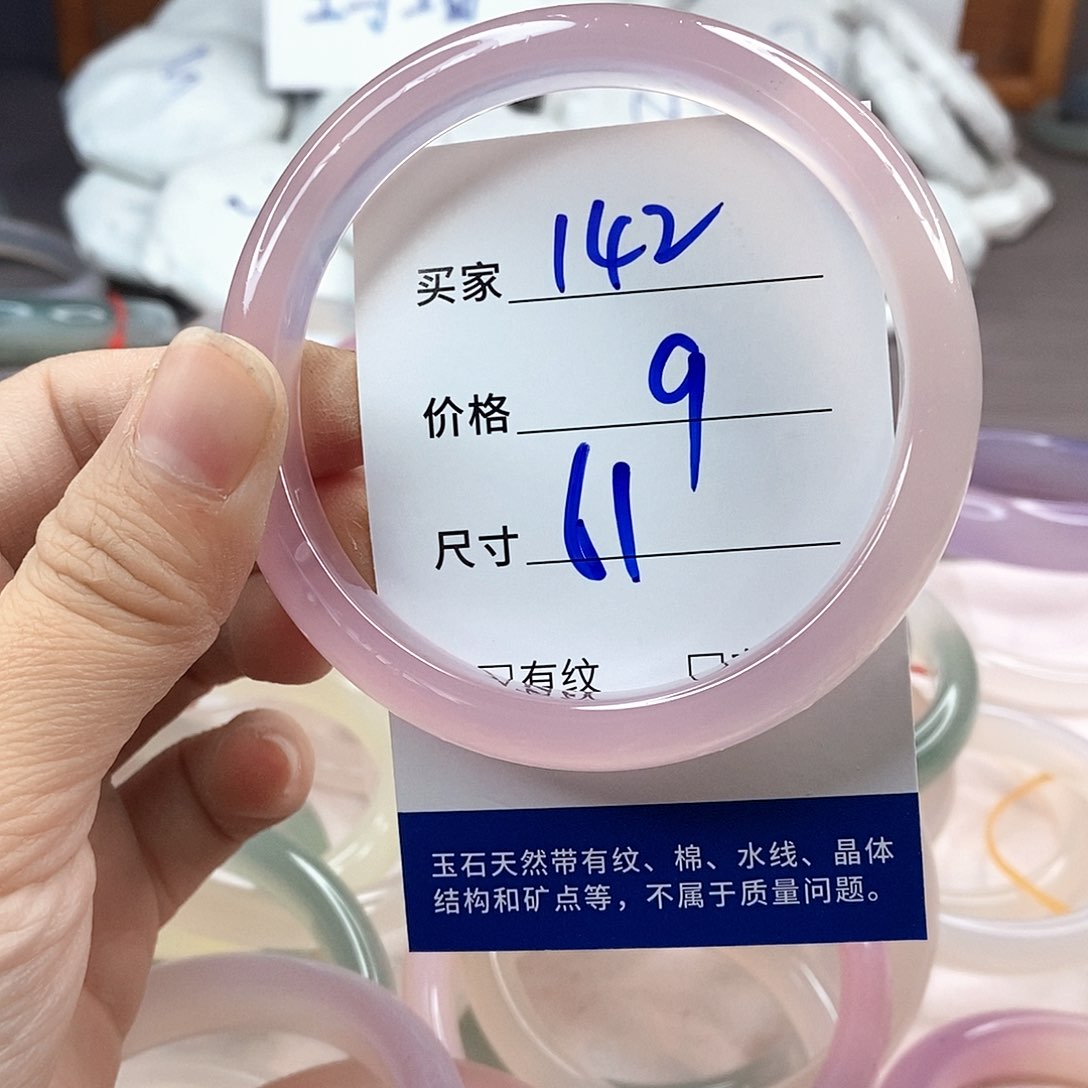 买家 142
价格 9
尺寸 61
有纹
玉石天然带有纹、棉、水线、晶体
结构和矿点等，不属于质量问题。